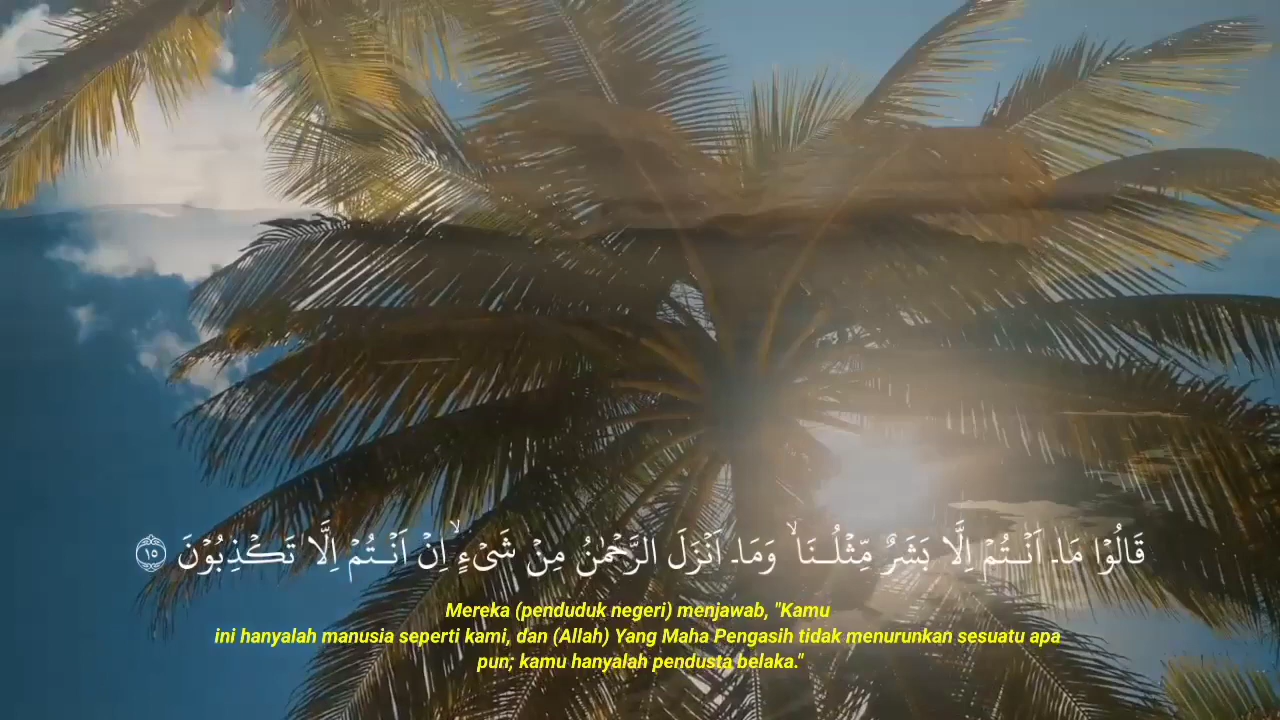 قَالُوْا مَاۤ اَنْـتُمْ اِلَّا بَشَرٌ مِّثْلُـنَا ۙ وَمَاۤ اَنْزَلَ الرَّحْمٰنُ مِنْ شَىْءٍ ۙ اِنْ اَنْـتُمْ اِلَّا تَكْذِبُوْنَ ۝١٥
Mereka (penduduk negeri) menjawab, "Kamu
ini hanyalah manusia seperti kami, dan (Allah) Yang Maha Pengasih tidak menurunkan sesuatu apa
pun; kamu hanyalah pendusta belaka."